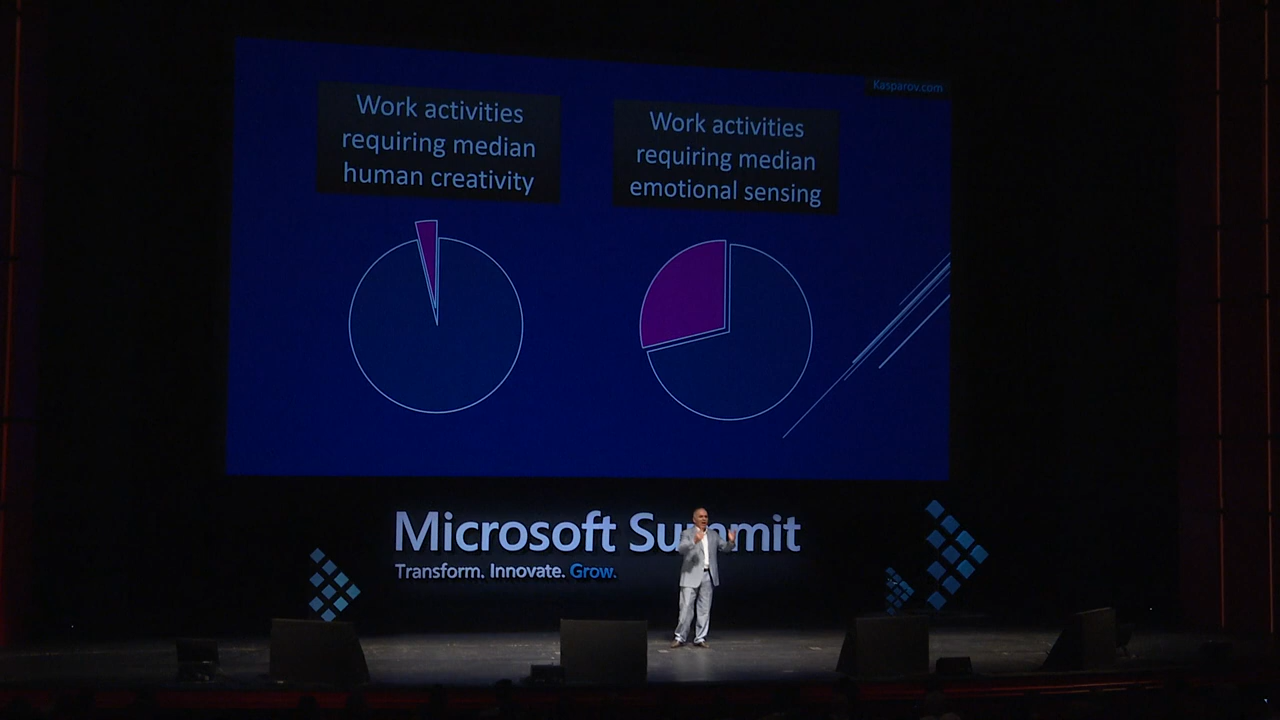 Kasparov.com
Work activities
requiring median
human creativity
Work activities
requiring median
emotional sensing
Microsoft Summit
Transform. Innovate. Grow.